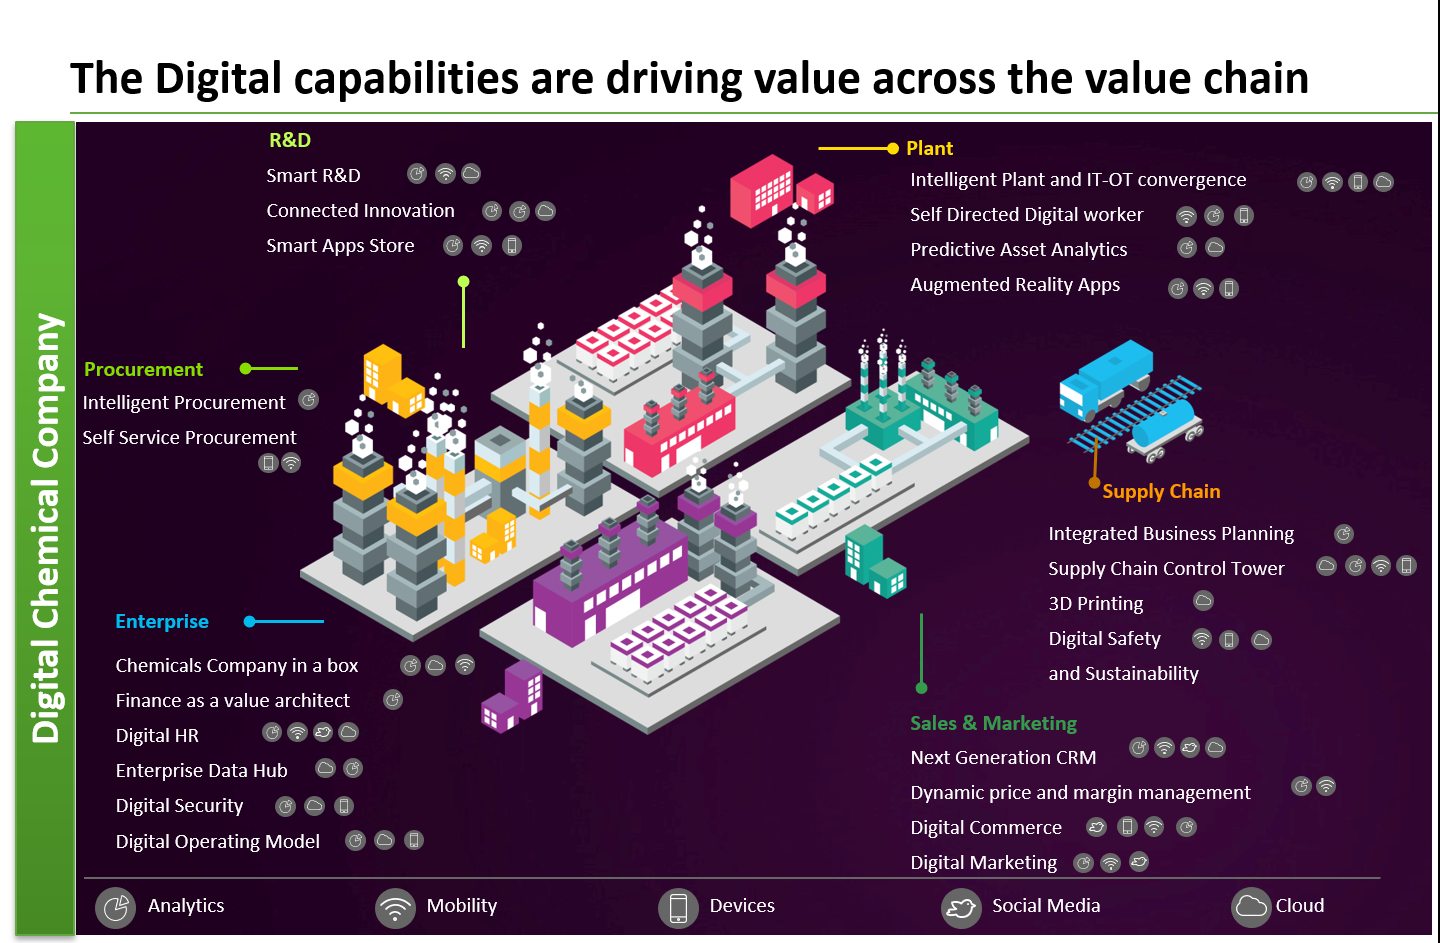 The Digital capabilities are driving value across the value chain
Digital Chemical Company
R&D
Smart R&D
Connected Innovation
Smart Apps Store
Plant
Intelligent Plant and IT-OT convergence
Self Directed Digital worker
Predictive Asset Analytics
Augmented Reality Apps
Procurement
Intelligent Procurement
Self Service Procurement
Supply Chain
Integrated Business Planning
Supply Chain Control Tower
3D Printing
Digital Safety
and Sustainability
Enterprise
Chemicals Company in a box
Finance as a value architect
Digital HR
Enterprise Data Hub
Digital Security
Digital Operating Model
Sales & Marketing
Next Generation CRM
Dynamic price and margin management
Digital Commerce
Digital Marketing
Analytics
Mobility
Devices
Social Media
Cloud